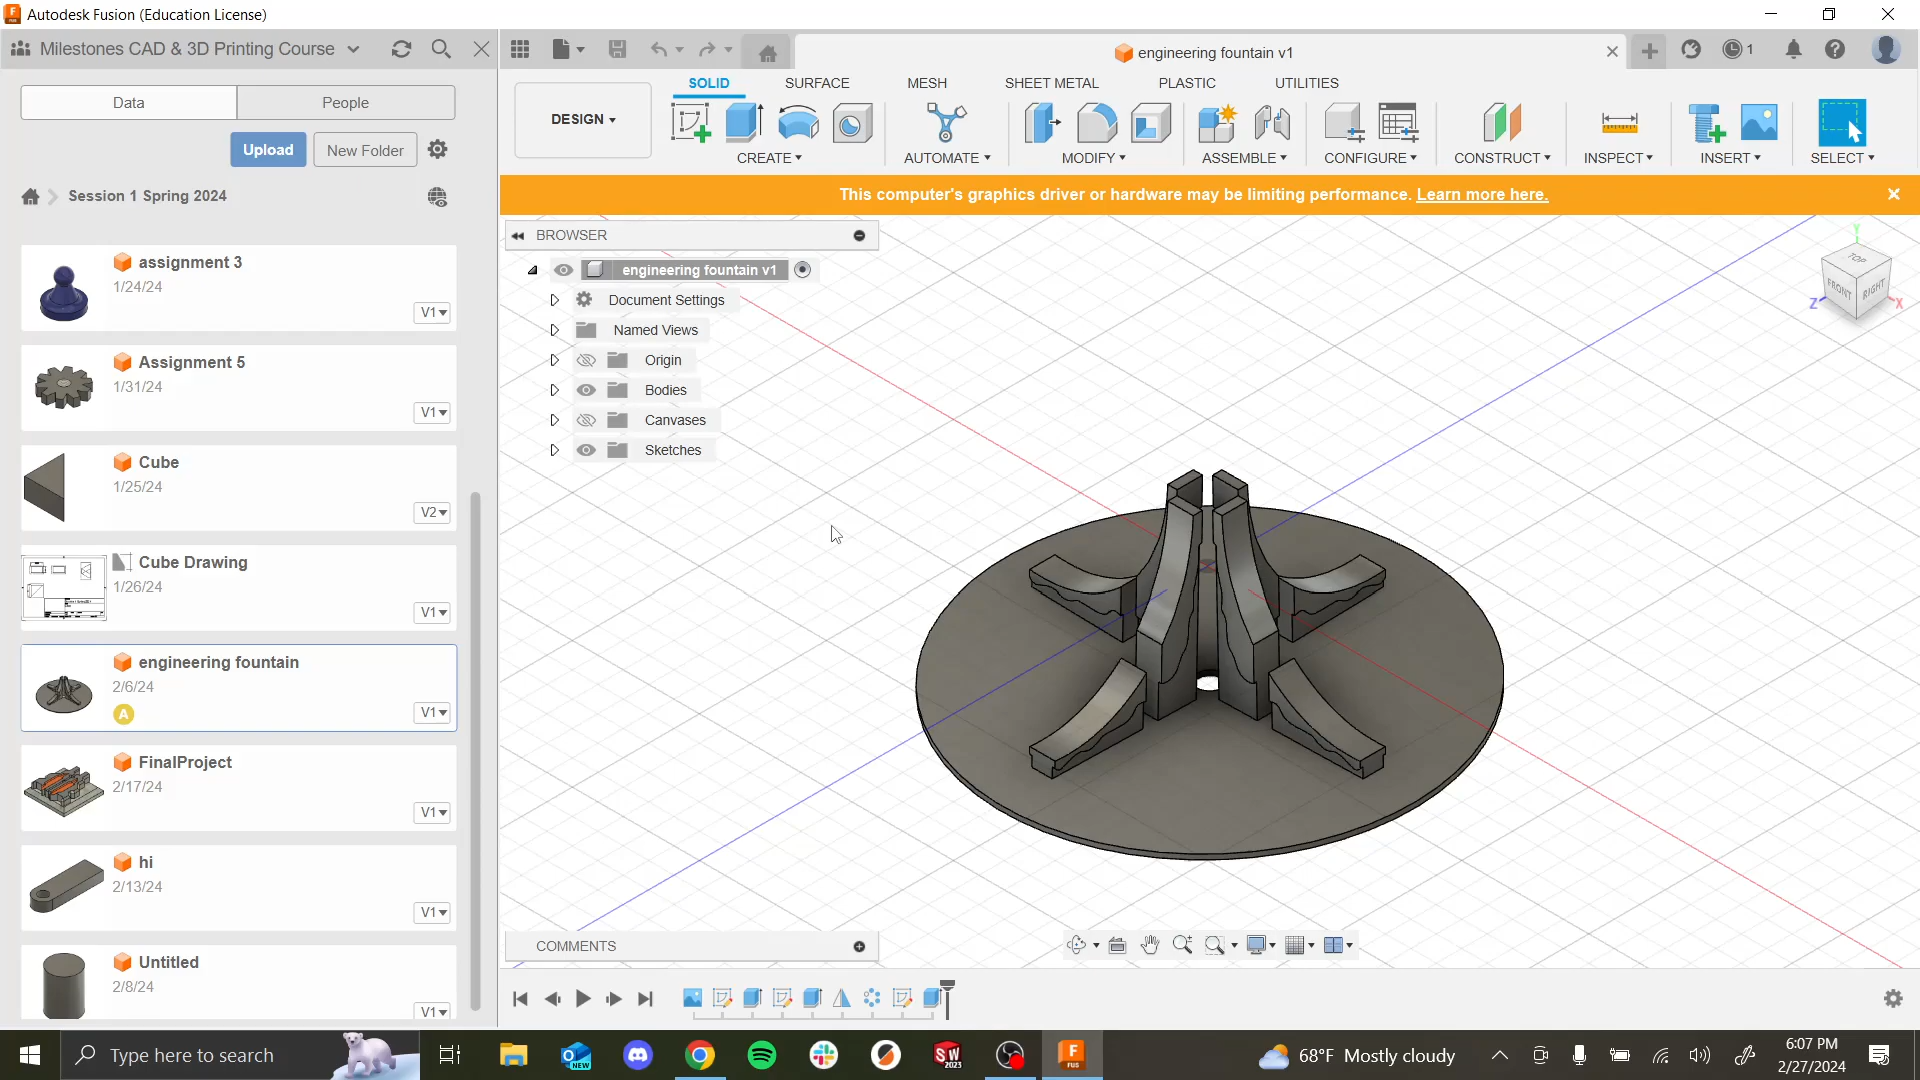 Autodesk Fusion (Education License)
Milestones CAD & 3D Printing Course
Data
People
Upload
New Folder
Session 1 Spring 2024
assignment 3
1/24/24
V1
Assignment 5
1/31/24
V1
Cube
1/25/24
V2
Cube Drawing
1/26/24
V1
engineering fountain
2/6/24
A
V1
FinalProject
2/17/24
V1
hi
2/13/24
V1
Untitled
2/8/24
V1
engineering fountain v1
1
DESIGN
SOLID
SURFACE
MESH
SHEET METAL
PLASTIC
UTILITIES
CREATE
AUTOMATE
MODIFY
ASSEMBLE
CONFIGURE
CONSTRUCT
INSPECT
INSERT
SELECT
This computer's graphics driver or hardware may be limiting performance. Learn more here.
BROWSER
engineering fountain v1
Document Settings
Named Views
Origin
Bodies
Canvases
Sketches
Y
TOP
FRONT
RIGHT
Z
X
COMMENTS
Type here to search
NEW
SW
2023
F
FUS
68°F Mostly cloudy
6:07 PM
2/27/2024